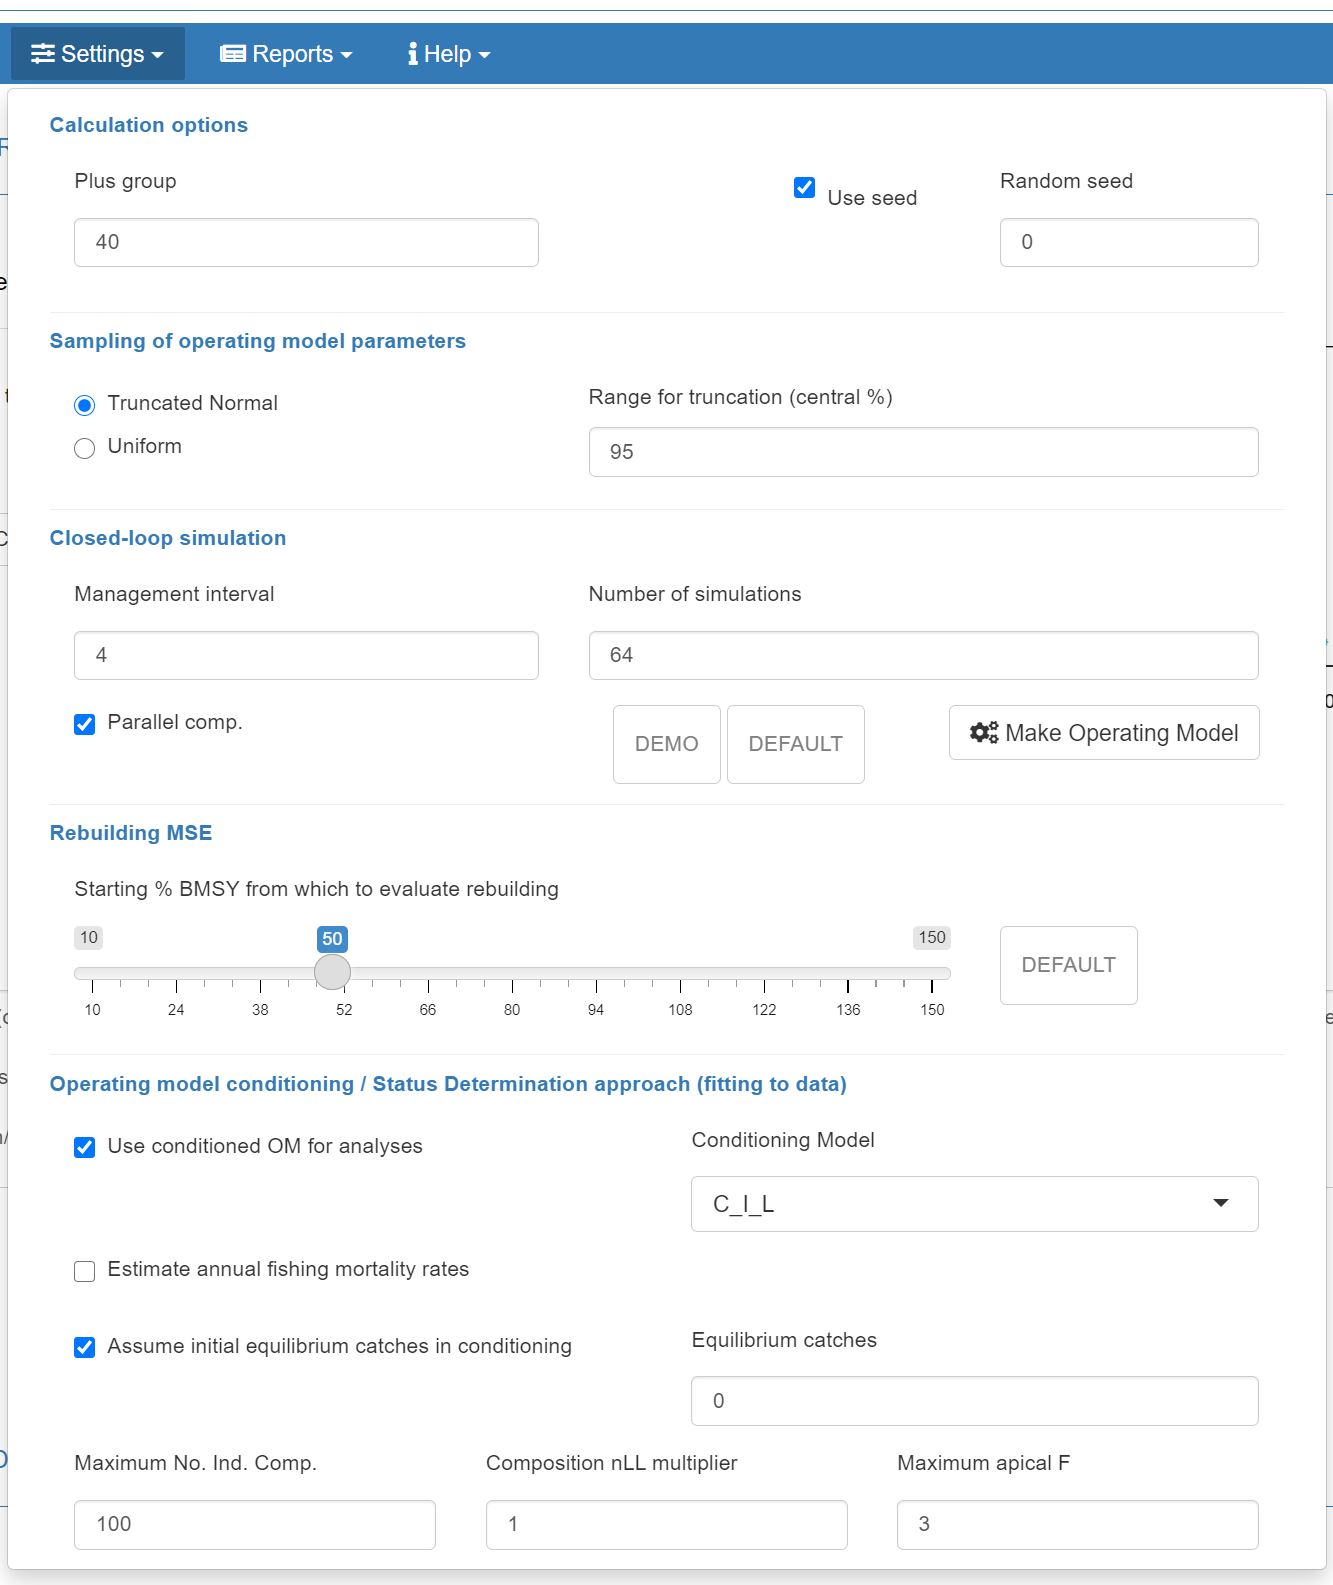 Settings Reports Help
Calculation options
Plus group
Use seed
Random seed
40
0
Sampling of operating model parameters
Truncated Normal
Uniform
Range for truncation (central %)
95
Closed-loop simulation
Management interval
Number of simulations
4
64
Parallel comp.
DEMO
DEFAULT
Make Operating Model
Rebuilding MSE
Starting % BMSY from which to evaluate rebuilding
10 50 150
10 24 38 52 66 80 94 108 122 136 150
DEFAULT
Operating model conditioning / Status Determination approach (fitting to data)
Use conditioned OM for analyses
Conditioning Model
C_I_L
Estimate annual fishing mortality rates
Assume initial equilibrium catches in conditioning
Equilibrium catches
0
Maximum No. Ind. Comp.
Composition nLL multiplier
Maximum apical F
100
1
3